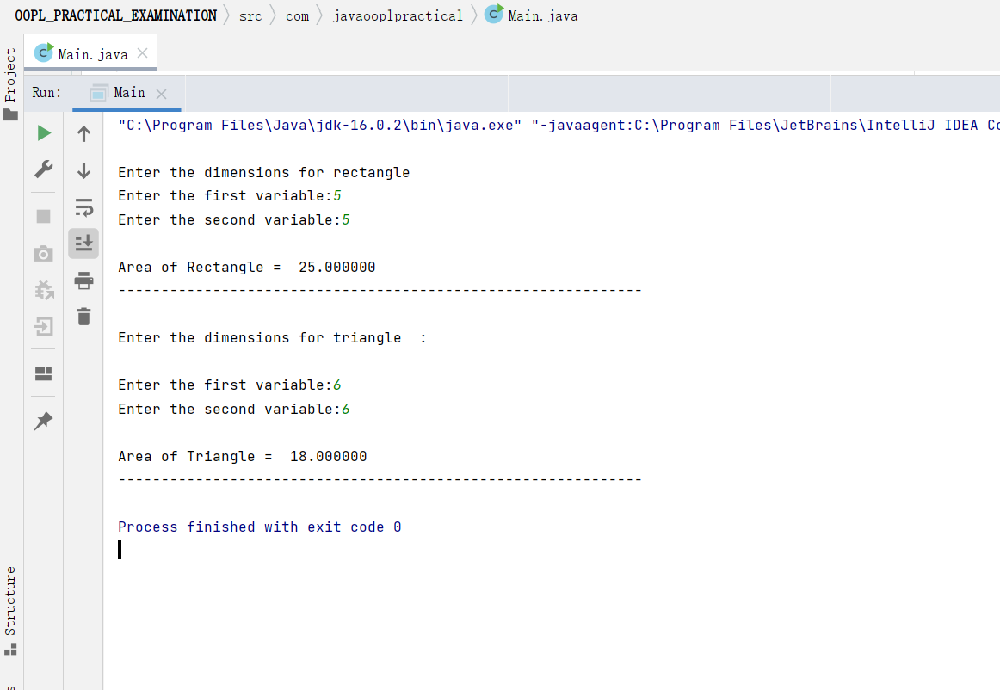 OOPL_PRACTICAL_EXAMINATION src com javaooplpractical Main.java
Project
Main.java
Run: Main
"C:\Program Files\Java\jdk-16.0.2\bin\java.exe" "-javaagent:C:\Program Files\JetBrains\IntelliJ IDEA
Enter the dimensions for rectangle
Enter the first variable:5
Enter the second variable:5
Area of Rectangle =  25.000000
-------------------------------------------------------------
Enter the dimensions for triangle  :
Enter the first variable:6
Enter the second variable:6
Area of Triangle =  18.000000
-------------------------------------------------------------
Process finished with exit code 0
Structure